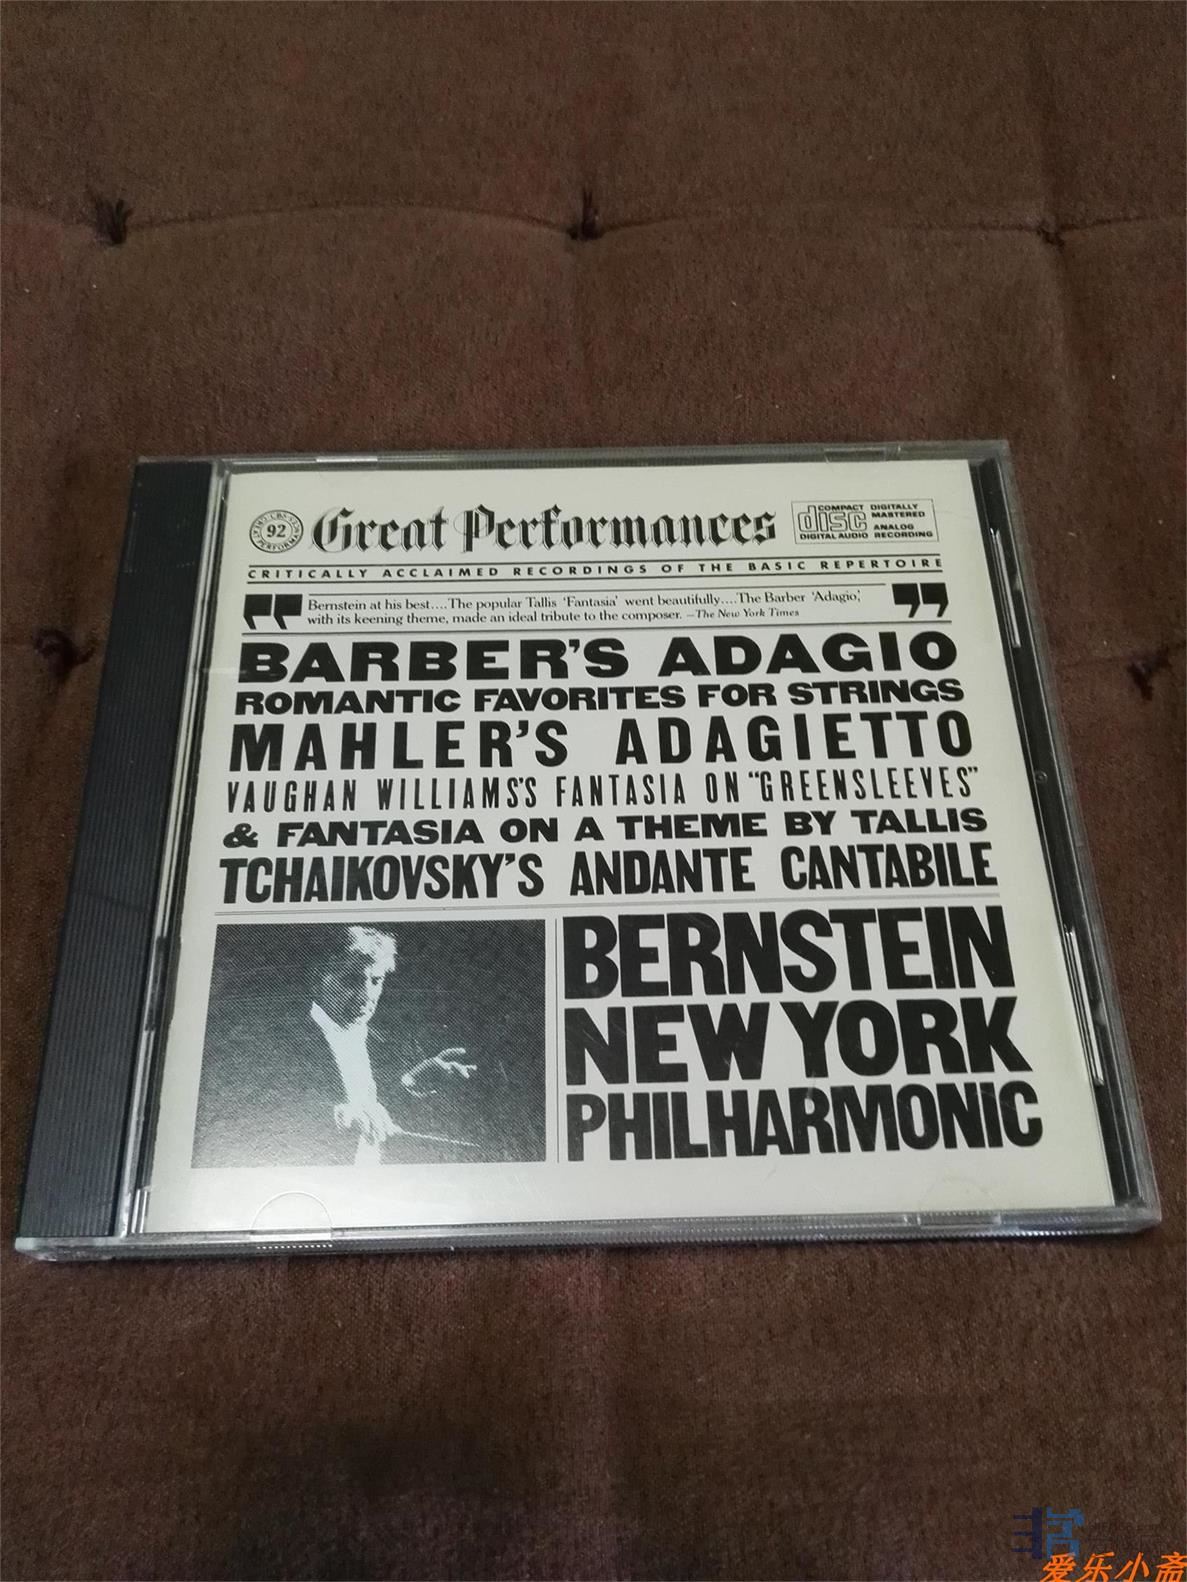 92
Great Performances
COMPACT
disc
DIGITAL AUDIO
DIGITALLY
MASTERED
ANALOG
RECORDING
CRITICALLY ACCLAIMED RECORDINGS OF THE BASIC REPERTOIRE
" Bernstein at his best....The popular Tallis 'Fantasia' went beautifully....The Barber 'Adagio,'
with its keening theme, made an ideal tribute to the composer. –The New York Times "
BARBER'S ADAGIO
ROMANTIC FAVORITES FOR STRINGS
MAHLER'S ADAGIETTO
VAUGHAN WILLIAMS'S FANTASIA ON "GREENSLEEVES"
& FANTASIA ON A THEME BY TALLIS
TCHAIKOVSKY'S ANDANTE CANTABILE
BERNSTEIN
NEW YORK
PHILHARMONIC
爱乐小斋